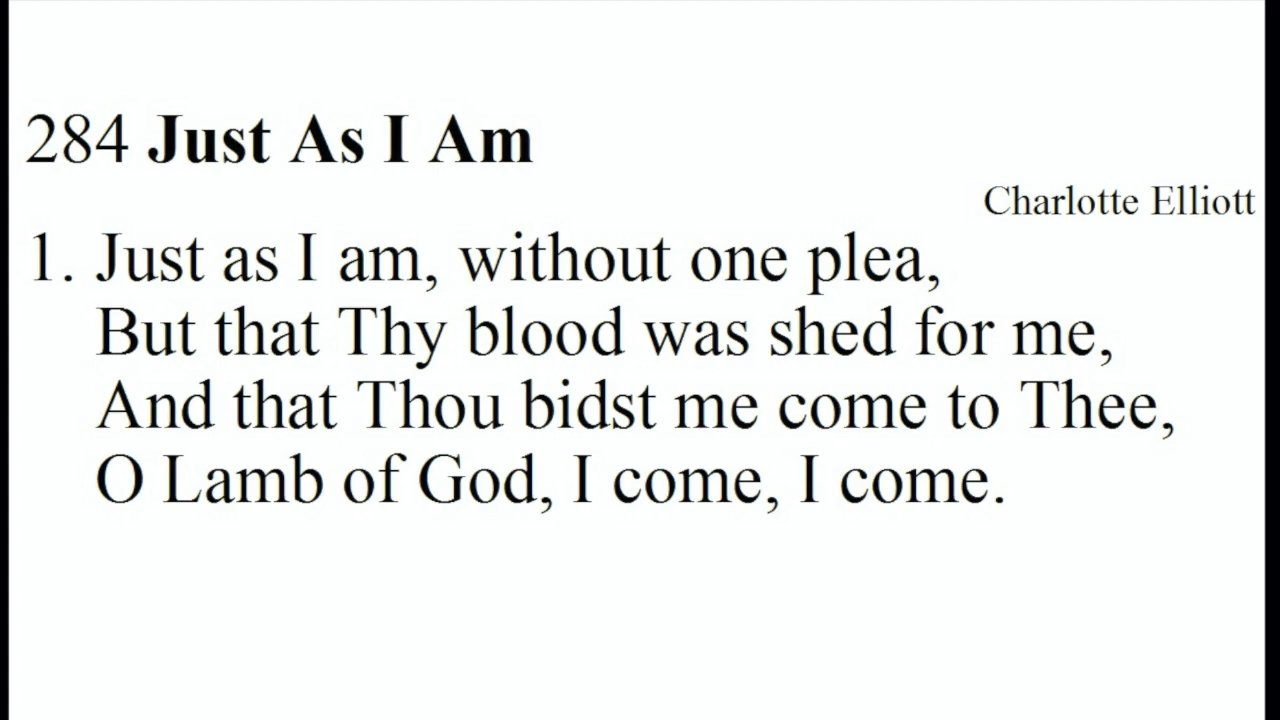 284 Just As I Am
Charlotte Elliott
1. Just as I am, without one plea,
But that Thy blood was shed for me,
And that Thou bidst me come to Thee,
O Lamb of God, I come, I come.